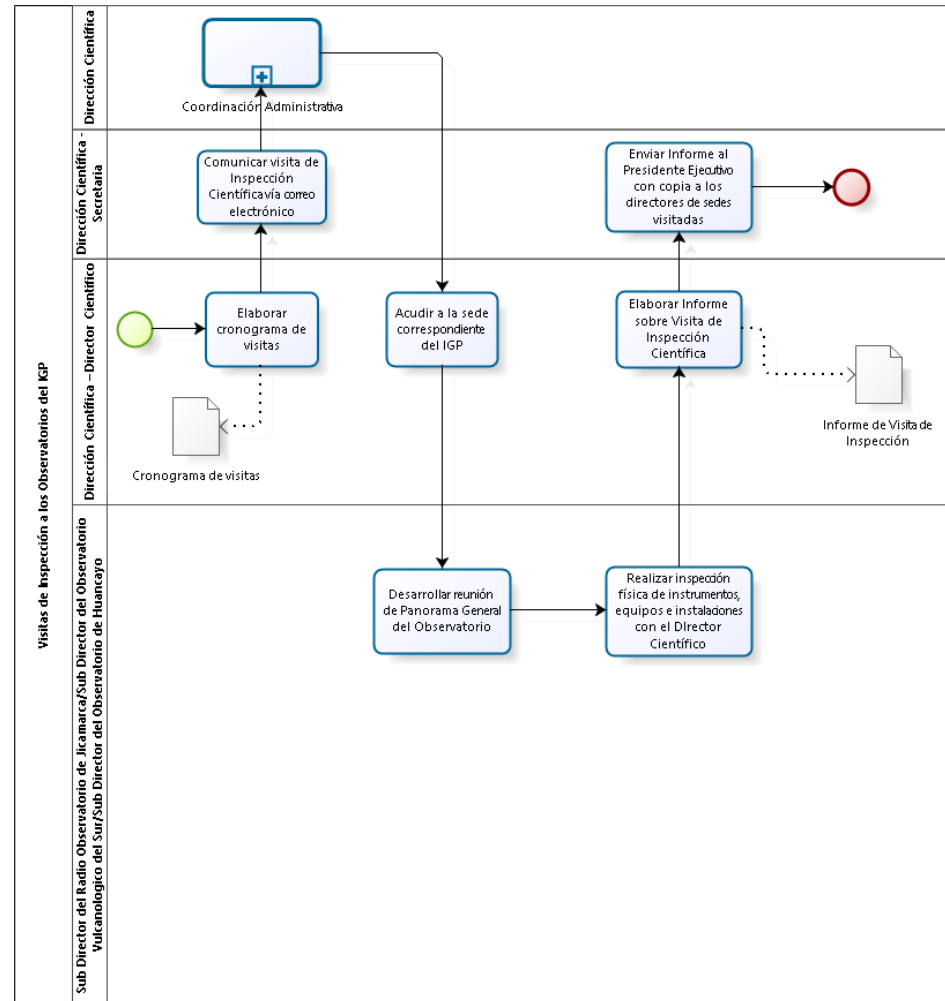 Visitas de Inspección a los Observatorios del IGP
Dirección Científica
Coordinación Administrativa
Dirección Científica -
Secretaria
Comunicar visita de
Inspección
Científica vía correo
electrónico
Enviar Informe al
Presidente Ejecutivo
con copia a los
directores de sedes
visitadas
Dirección Científica – Director Científico
Elaborar
cronograma de
visitas
Cronograma de visitas
Acudir a la sede
correspondiente
del IGP
Elaborar Informe
sobre Visita de
Inspección
Científica
Informe de Visita de
Inspección
Sub Director del Radio Observatorio de Jicamarca/Sub Director del Observatorio
Vulcanologico del Sur/Sub Director del Observatorio de Huancayo
Desarrollar reunión
de Panorama General
del Observatorio
Realizar inspección
física de instrumentos,
equipos e instalaciones
con el DIrector
Científico